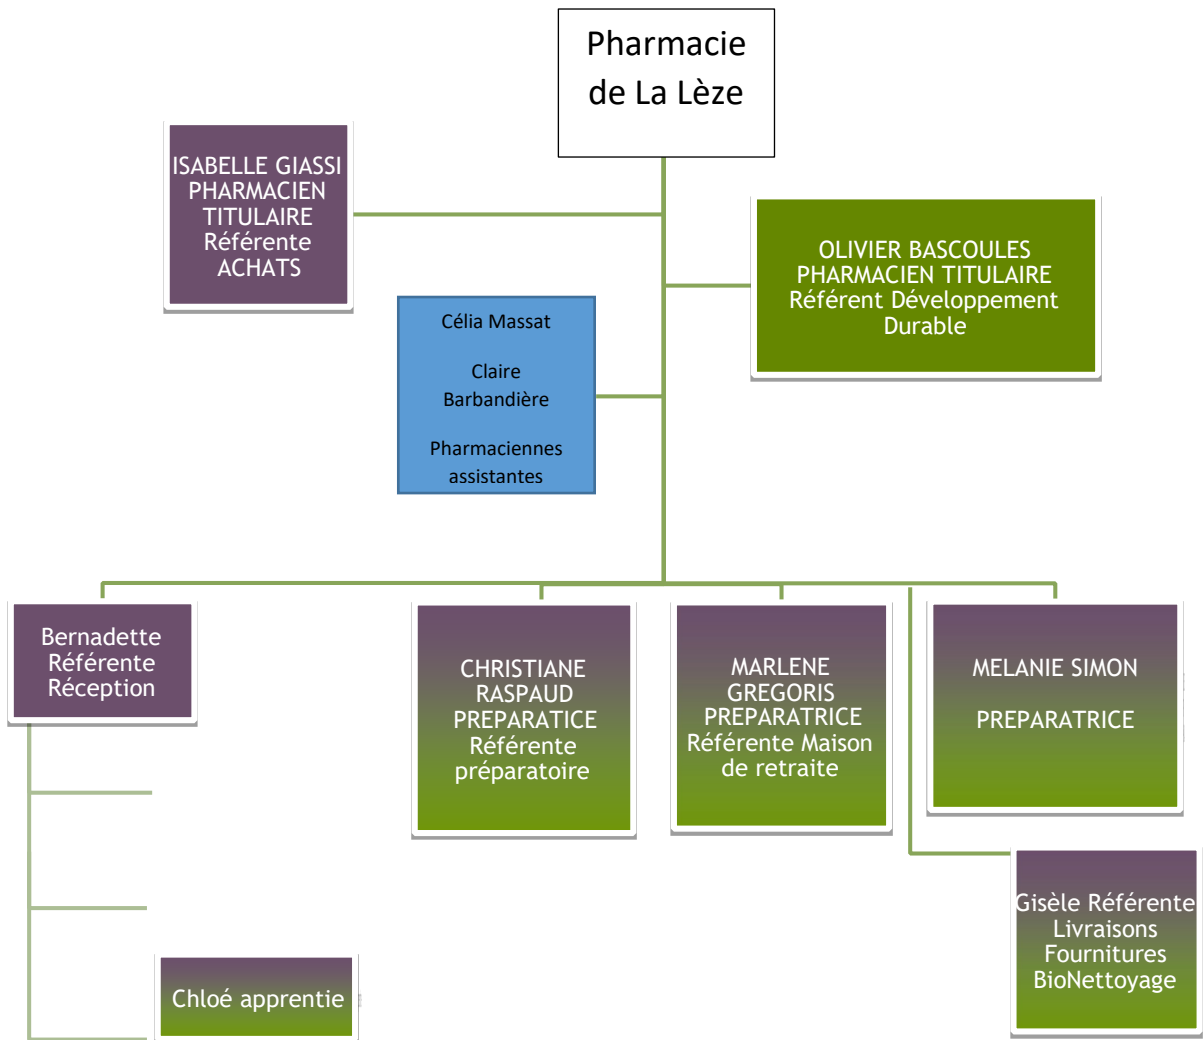 Pharmacie
de La Lèze
ISABELLE GIASSI
PHARMACIEN
TITULAIRE
Référente
ACHATS
OLIVIER BASCOULES
PHARMACIEN TITULAIRE
Référent Développement
Durable
Célia Massat
Claire
Barbandière
Pharmaciennes
assistantes
Bernadette
Référente
Réception
CHRISTIANE
RASPAUD
PREPARATICE
Référente
préparatoire
MARLENE
GREGORIS
PREPARATRICE
Référente Maison
de retraite
MELANIE SIMON
PREPARATRICE
Gisèle Référente
Livraisons
Fournitures
BioNettoyage
Chloé apprentie